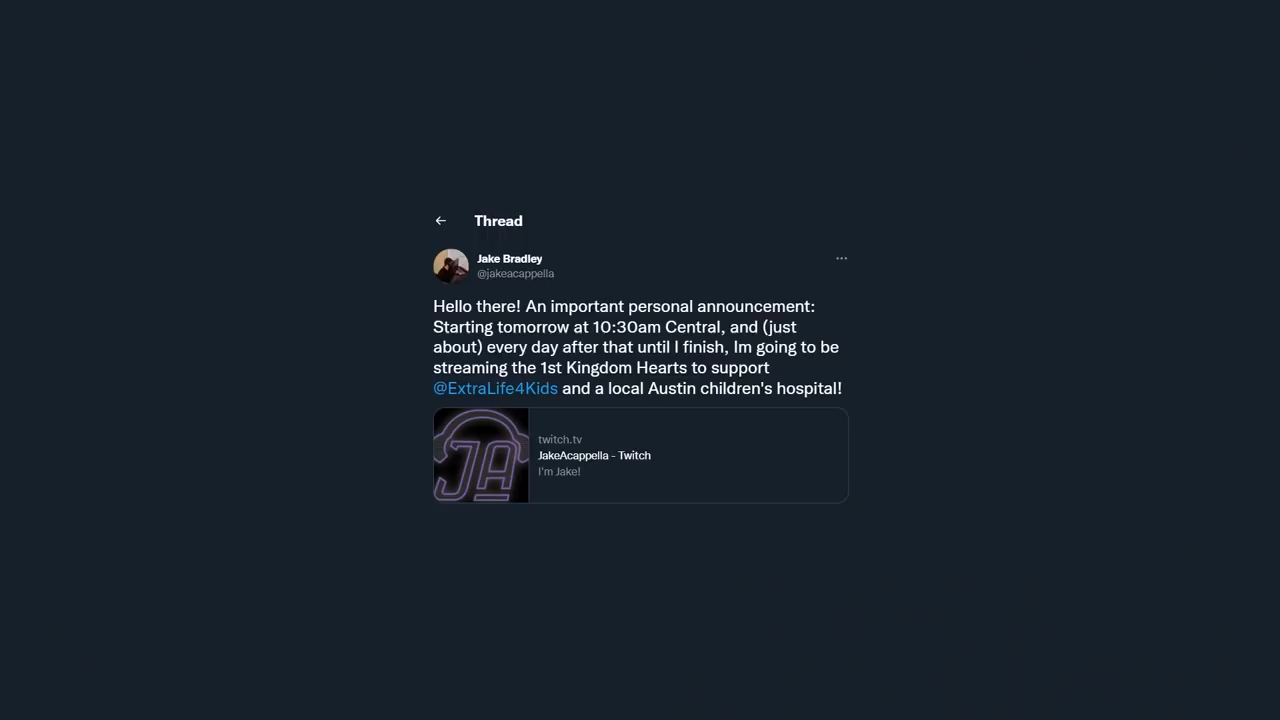 Thread
Jake Bradley
@jakeacappella
Hello there! An important personal announcement:
Starting tomorrow at 10:30am Central, and (just
about) every day after that until I finish, Im going to be
streaming the 1st Kingdom Hearts to support
@ExtraLife4Kids and a local Austin children's hospital!
JA
twitch.tv
JakeAcappella - Twitch
I'm Jake!